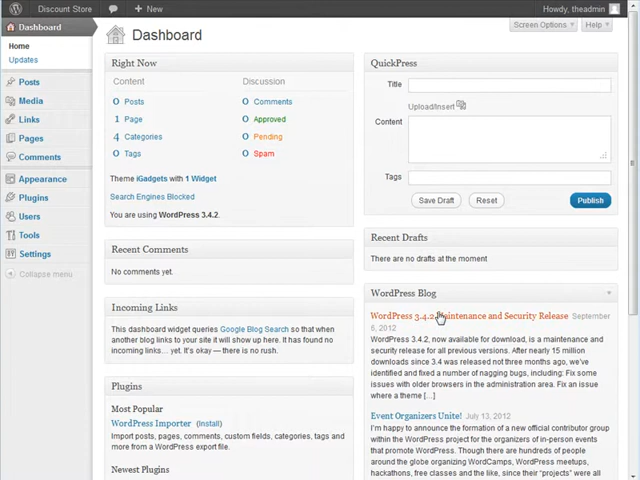 Discount Store + New Howdy, theadmin
Screen Options Help
Dashboard
Home
Updates
Posts
Media
Links
Pages
Comments
Appearance
Plugins
Users
Tools
Settings
Collapse menu
Dashboard
Right Now
Content Discussion
0 Posts 0 Comments
1 Page 0 Approved
4 Categories 0 Pending
0 Tags 0 Spam
Theme iGadgets with 1 Widget
Search Engines Blocked
You are using WordPress 3.4.2.
Recent Comments
No comments yet.
Incoming Links
This dashboard widget queries Google Blog Search so that when
another blog links to your site it will show up here. It has found no
incoming links… yet. It's okay — there is no rush.
Plugins
Most Popular
WordPress Importer (Install)
Import posts, pages, comments, custom fields, categories, tags and
more from a WordPress export file.
Newest Plugins
QuickPress
Title
Upload/Insert
Content
Tags
Save Draft Reset Publish
Recent Drafts
There are no drafts at the moment
WordPress Blog
WordPress 3.4.2 Maintenance and Security Release September
6, 2012
WordPress 3.4.2, now available for download, is a maintenance and
security release for all previous versions. After nearly 15 million
downloads since 3.4 was released not three months ago, we've
identified and fixed a number of nagging bugs, including: Fix some
issues with older browsers in the administration area. Fix an issue
where a theme […]
Event Organizers Unite! July 13, 2012
I'm happy to announce the formation of a new official contributor group
within the WordPress project for the organizers of in-person events
that promote WordPress. Though there are hundreds of people
around the globe organizing WordCamps, WordPress meetups,
hackathons, free classes and the like, since their "projects" aren't